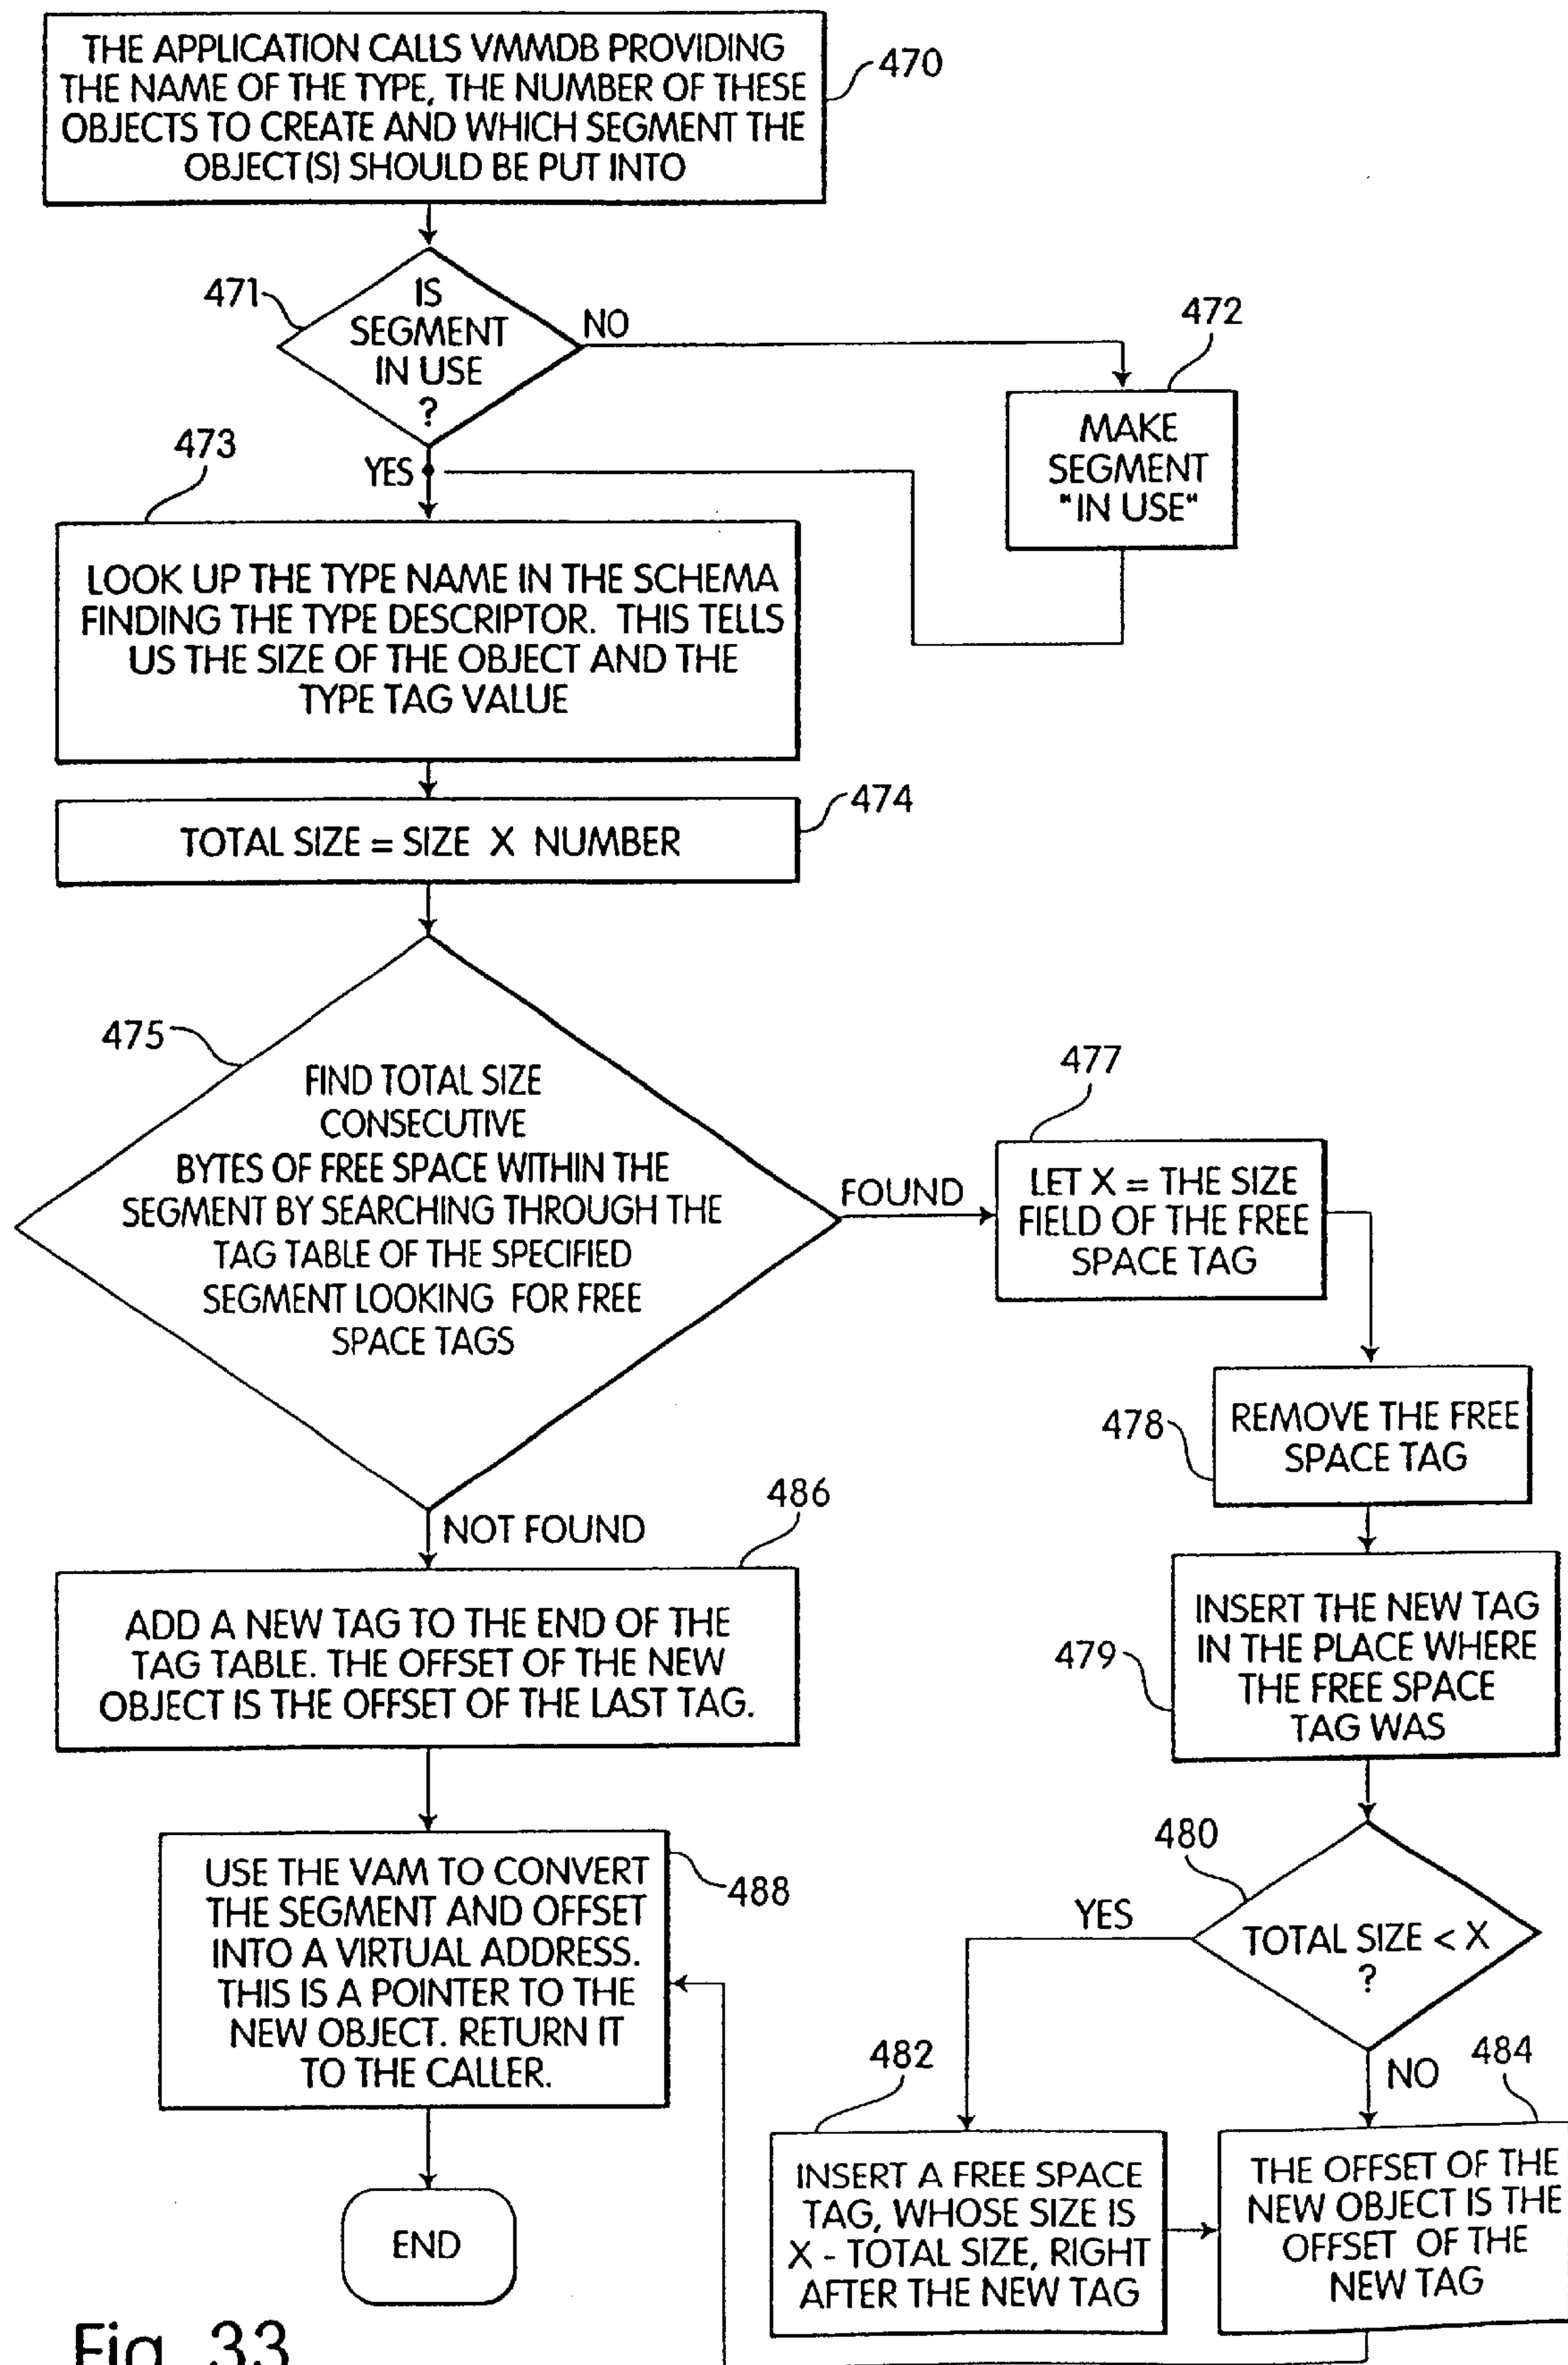 THE APPLICATION CALLS VMMDB PROVIDING
THE NAME OF THE TYPE, THE NUMBER OF THESE
OBJECTS TO CREATE AND WHICH SEGMENT THE
OBJECT(S) SHOULD BE PUT INTO
470
471
IS
SEGMENT
IN USE
?
NO
472
MAKE
SEGMENT
"IN USE"
YES
473
LOOK UP THE TYPE NAME IN THE SCHEMA
FINDING THE TYPE DESCRIPTOR. THIS TELLS
US THE SIZE OF THE OBJECT AND THE
TYPE TAG VALUE
474
TOTAL SIZE = SIZE X NUMBER
475
FIND TOTAL SIZE
CONSECUTIVE
BYTES OF FREE SPACE WITHIN THE
SEGMENT BY SEARCHING THROUGH THE
TAG TABLE OF THE SPECIFIED
SEGMENT LOOKING FOR FREE
SPACE TAGS
FOUND
477
LET X = THE SIZE
FIELD OF THE FREE
SPACE TAG
478
REMOVE THE FREE
SPACE TAG
NOT FOUND
486
ADD A NEW TAG TO THE END OF THE
TAG TABLE. THE OFFSET OF THE NEW
OBJECT IS THE OFFSET OF THE LAST TAG.
479
INSERT THE NEW TAG
IN THE PLACE WHERE
THE FREE SPACE
TAG WAS
480
TOTAL SIZE < X
?
YES
NO
488
USE THE VAM TO CONVERT
THE SEGMENT AND OFFSET
INTO A VIRTUAL ADDRESS.
THIS IS A POINTER TO THE
NEW OBJECT. RETURN IT
TO THE CALLER.
482
INSERT A FREE SPACE
TAG, WHOSE SIZE IS
X - TOTAL SIZE, RIGHT
AFTER THE NEW TAG
484
THE OFFSET OF THE
NEW OBJECT IS THE
OFFSET OF THE
NEW TAG
END
Fig. 33